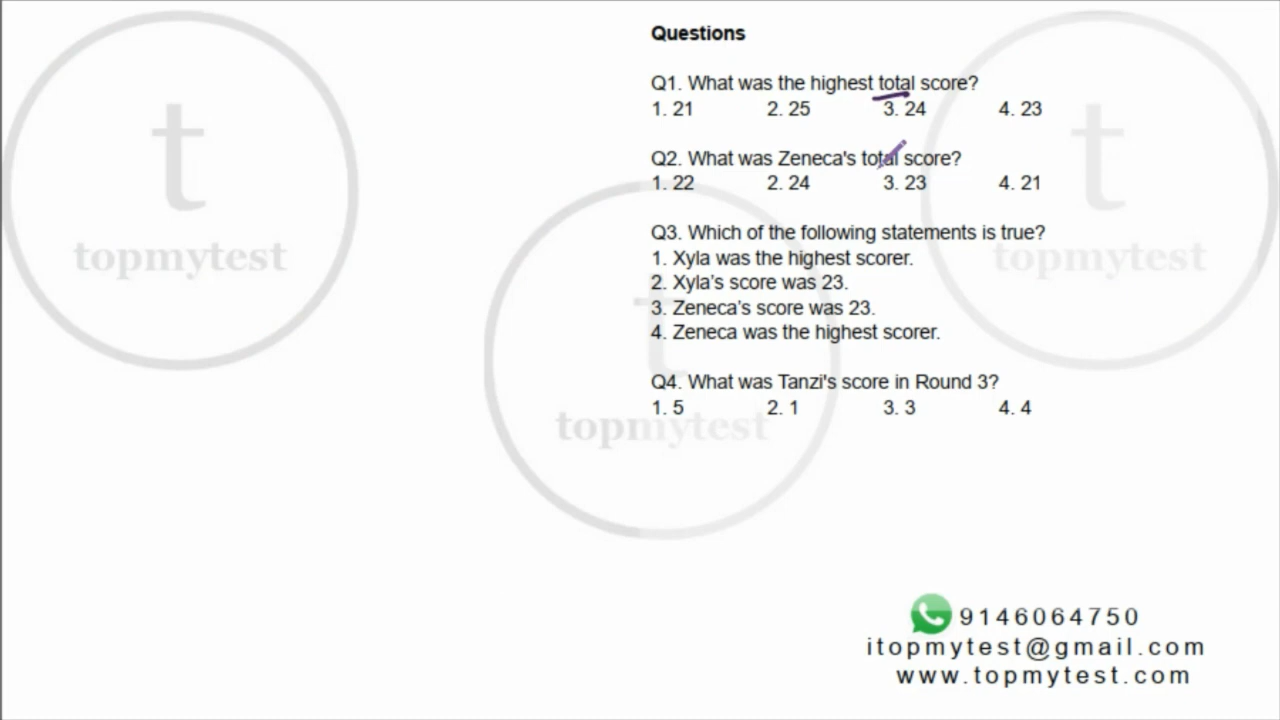 Questions
Q1. What was the highest total score?
1. 21 2. 25 3. 24 4. 23
Q2. What was Zeneca's total score?
1. 22 2. 24 3. 23 4. 21
Q3. Which of the following statements is true?
1. Xyla was the highest scorer.
2. Xyla's score was 23.
3. Zeneca's score was 23.
4. Zeneca was the highest scorer.
Q4. What was Tanzi's score in Round 3?
1. 5 2. 1 3. 3 4. 4
t
topmytest
t
topmytest
t
topmytest
9146064750
itopmytest@gmail.com
www.topmytest.com